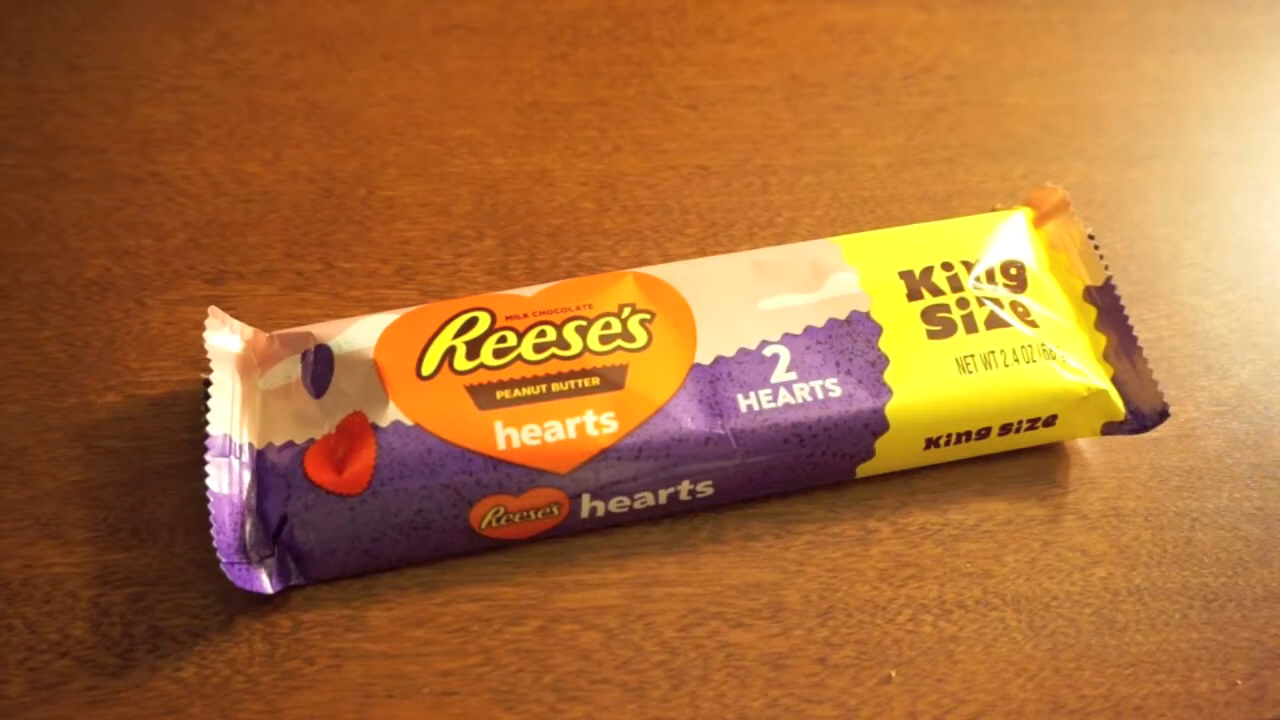 MILK CHOCOLATE
Reese's
PEANUT BUTTER
hearts
2
HEARTS
King
Size
NET WT 2.4 OZ
King Size
Reese's hearts